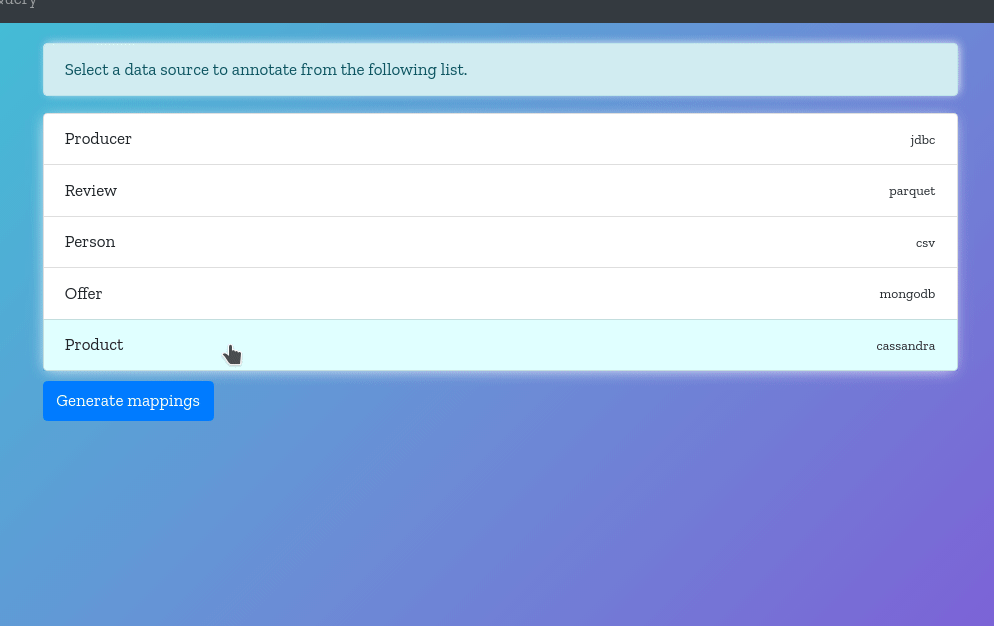 Query
Select a data source to annotate from the following list.
Producer jdbc
Review parquet
Person csv
Offer mongodb
Product cassandra
Generate mappings